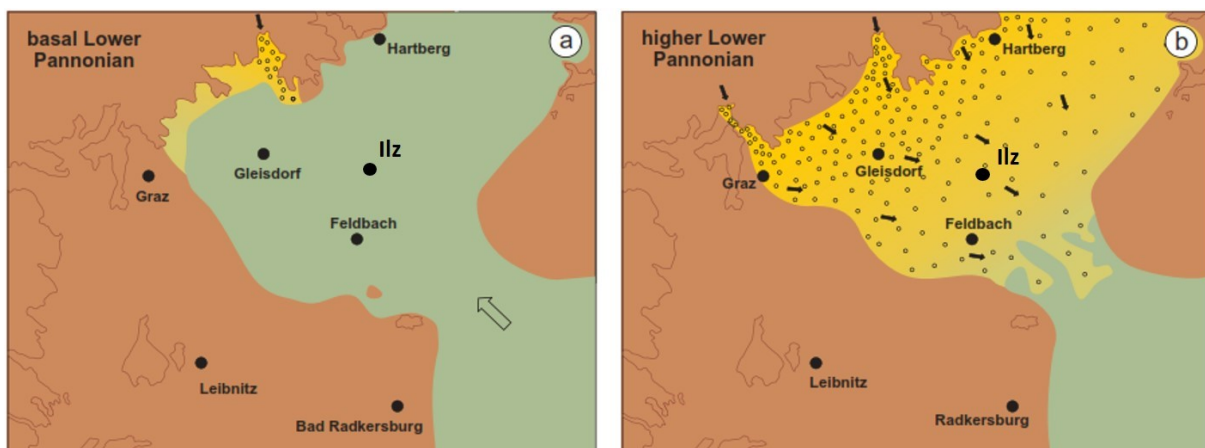 basal Lower
Pannonian
a
Hartberg
Ilz
Gleisdorf
Graz
Feldbach
Leibnitz
Bad Radkersburg
higher Lower
Pannonian
b
Hartberg
Ilz
Gleisdorf
Graz
Feldbach
Leibnitz
Radkersburg